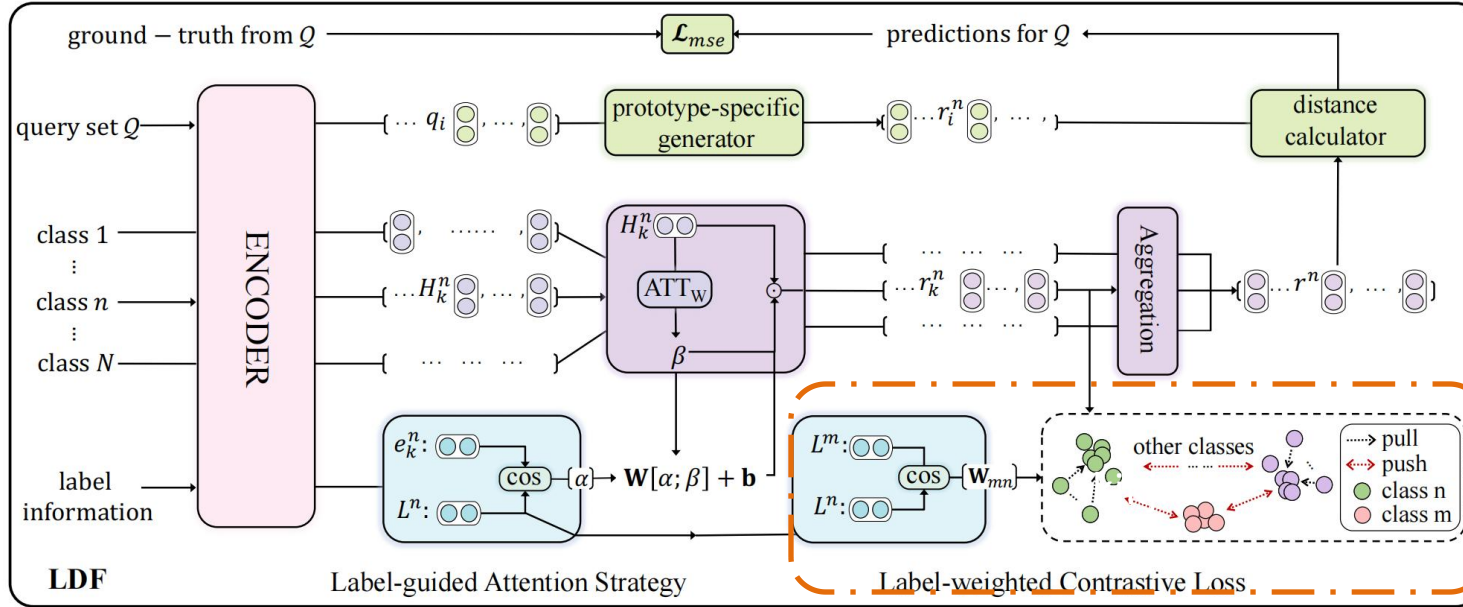 ground − truth from 𝒬
𝓛mse
predictions for 𝒬
query set 𝒬
ENCODER
{ ... qᵢ , ... , }
prototype-specific
generator
{ ... rᵢⁿ , ... , }
distance
calculator
class 1
⋮
class n
⋮
class N
{ , ...... , }
{ ... Hₖⁿ , ... , }
{ ... ... }
Hₖⁿ
ATT_W
β
⊙
{ ... ... ... }
{ ... rₖⁿ ... , }
{ ... ... ... }
Aggregation
{ ... rⁿ , ... , }
label
information
eₖⁿ:
Lⁿ:
cos
{α}
W[α; β] + b
Lᵐ:
Lⁿ:
cos
{W_mn}
other classes
...
pull
push
class n
class m
LDF
Label-guided Attention Strategy
Label-weighted Contrastive Loss